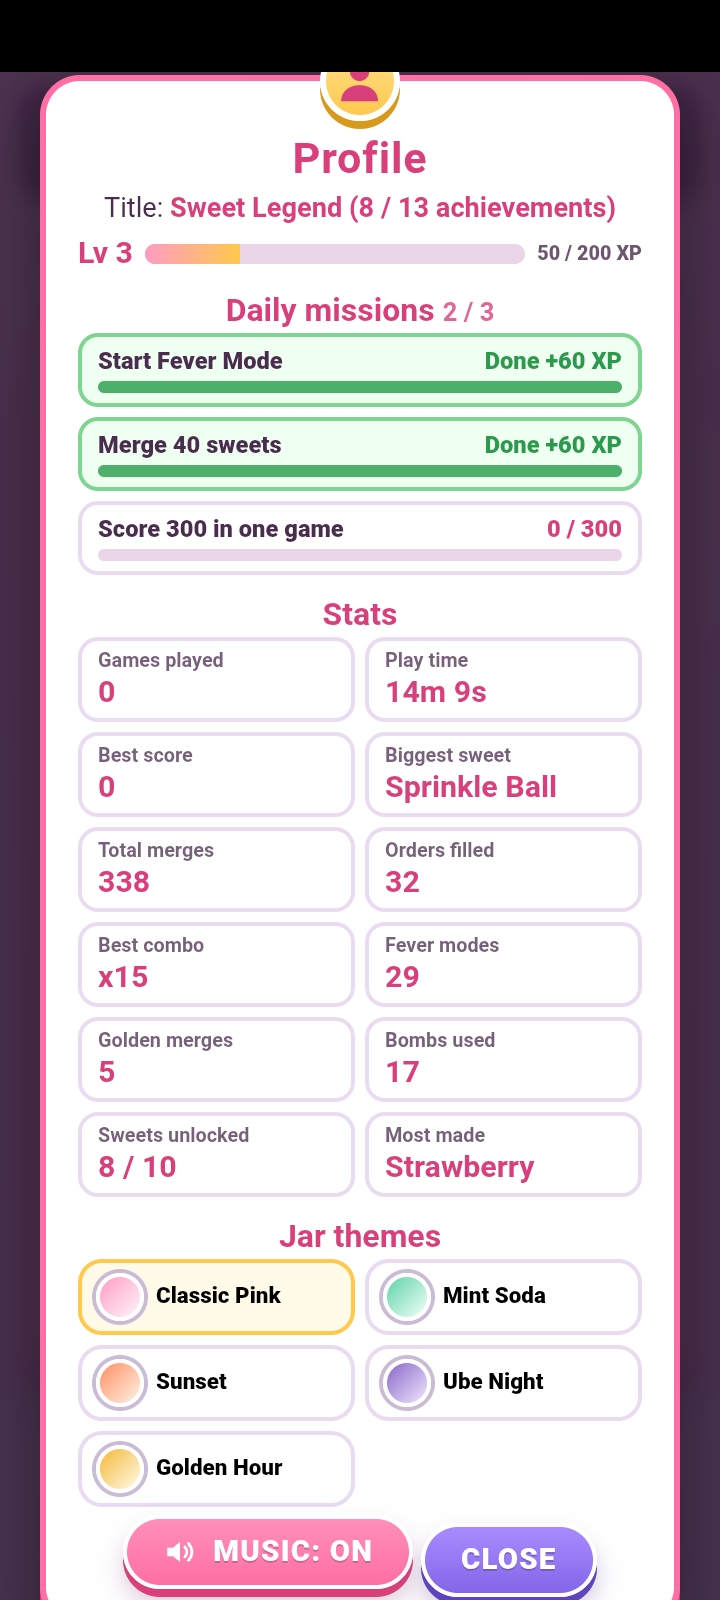 Profile
Title: Sweet Legend (8 / 13 achievements)
Lv 3 50 / 200 XP
Daily missions 2 / 3
Start Fever Mode Done +60 XP
Merge 40 sweets Done +60 XP
Score 300 in one game 0 / 300
Stats
Games played
0
Play time
14m 9s
Best score
0
Biggest sweet
Sprinkle Ball
Total merges
338
Orders filled
32
Best combo
x15
Fever modes
29
Golden merges
5
Bombs used
17
Sweets unlocked
8 / 10
Most made
Strawberry
Jar themes
Classic Pink
Mint Soda
Sunset
Ube Night
Golden Hour
MUSIC: ON
CLOSE